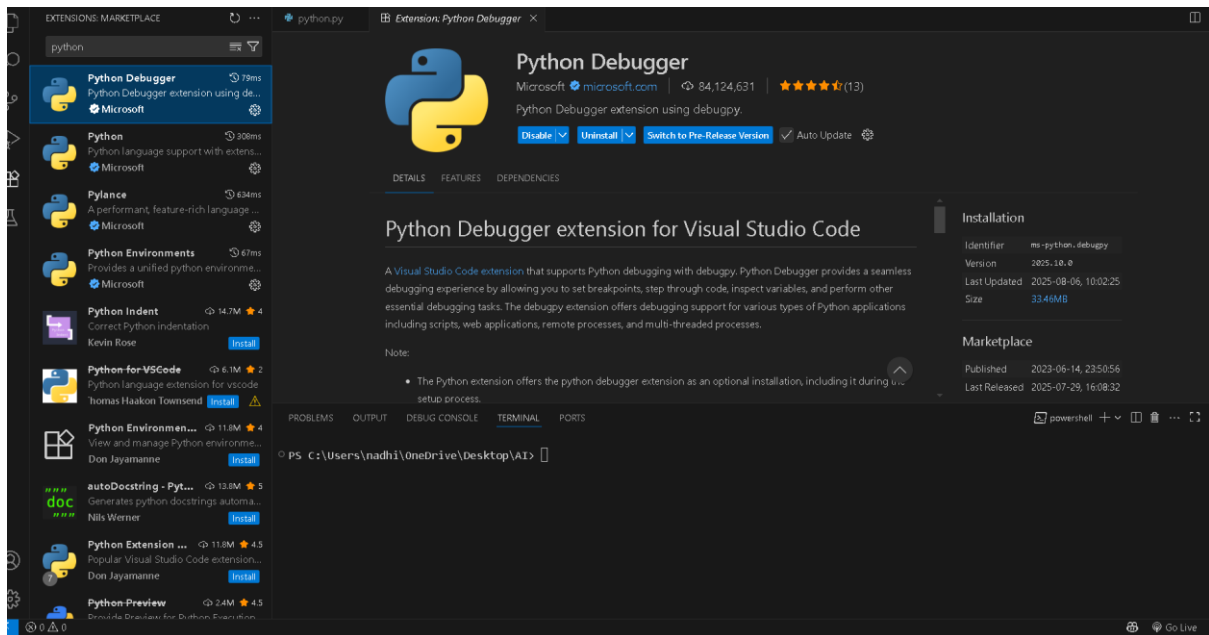 EXTENSIONS: MARKETPLACE
python
Python Debugger 79ms
Python Debugger extension using de...
Microsoft
Python 308ms
Python language support with extens...
Microsoft
Pylance 634ms
A performant, feature-rich language ...
Microsoft
Python Environments 67ms
Provides a unified python environme...
Microsoft
Python Indent 14.7M 4
Correct Python indentation
Kevin Rose Install
Python for VSCode 6.1M 2
Python language extension for vscode
Thomas Haakon Townsend Install
Python Environmen... 11.8M 4
View and manage Python environme...
Don Jayamanne Install
autoDocstring - Pyt... 13.8M 5
Generates python docstrings automa...
Nils Werner Install
Python Extension ... 11.8M 4.5
Popular Visual Studio Code extension...
Don Jayamanne Install
Python Preview 2.4M 4.5
Provide Preview for Python Execution
""" doc """
7
python.py
Extension: Python Debugger
Python Debugger
Microsoft microsoft.com 84,124,631 (13)
Python Debugger extension using debugpy.
Disable Uninstall Switch to Pre-Release Version Auto Update
DETAILS FEATURES DEPENDENCIES
Python Debugger extension for Visual Studio Code
A Visual Studio Code extension that supports Python debugging with debugpy. Python Debugger provides a seamless
debugging experience by allowing you to set breakpoints, step through code, inspect variables, and perform other
essential debugging tasks. The debugpy extension offers debugging support for various types of Python applications
including scripts, web applications, remote processes, and multi-threaded processes.
Note:
• The Python extension offers the python debugger extension as an optional installation, including it during the
setup process.
Installation
Identifier ms-python.debugpy
Version 2025.10.0
Last Updated 2025-08-06, 10:02:25
Size 33.46MB
Marketplace
Published 2023-06-14, 23:50:56
Last Released 2025-07-29, 16:08:32
PROBLEMS OUTPUT DEBUG CONSOLE TERMINAL PORTS
powershell
PS C:\Users\nadhi\OneDrive\Desktop\AI>
0 0
Go Live